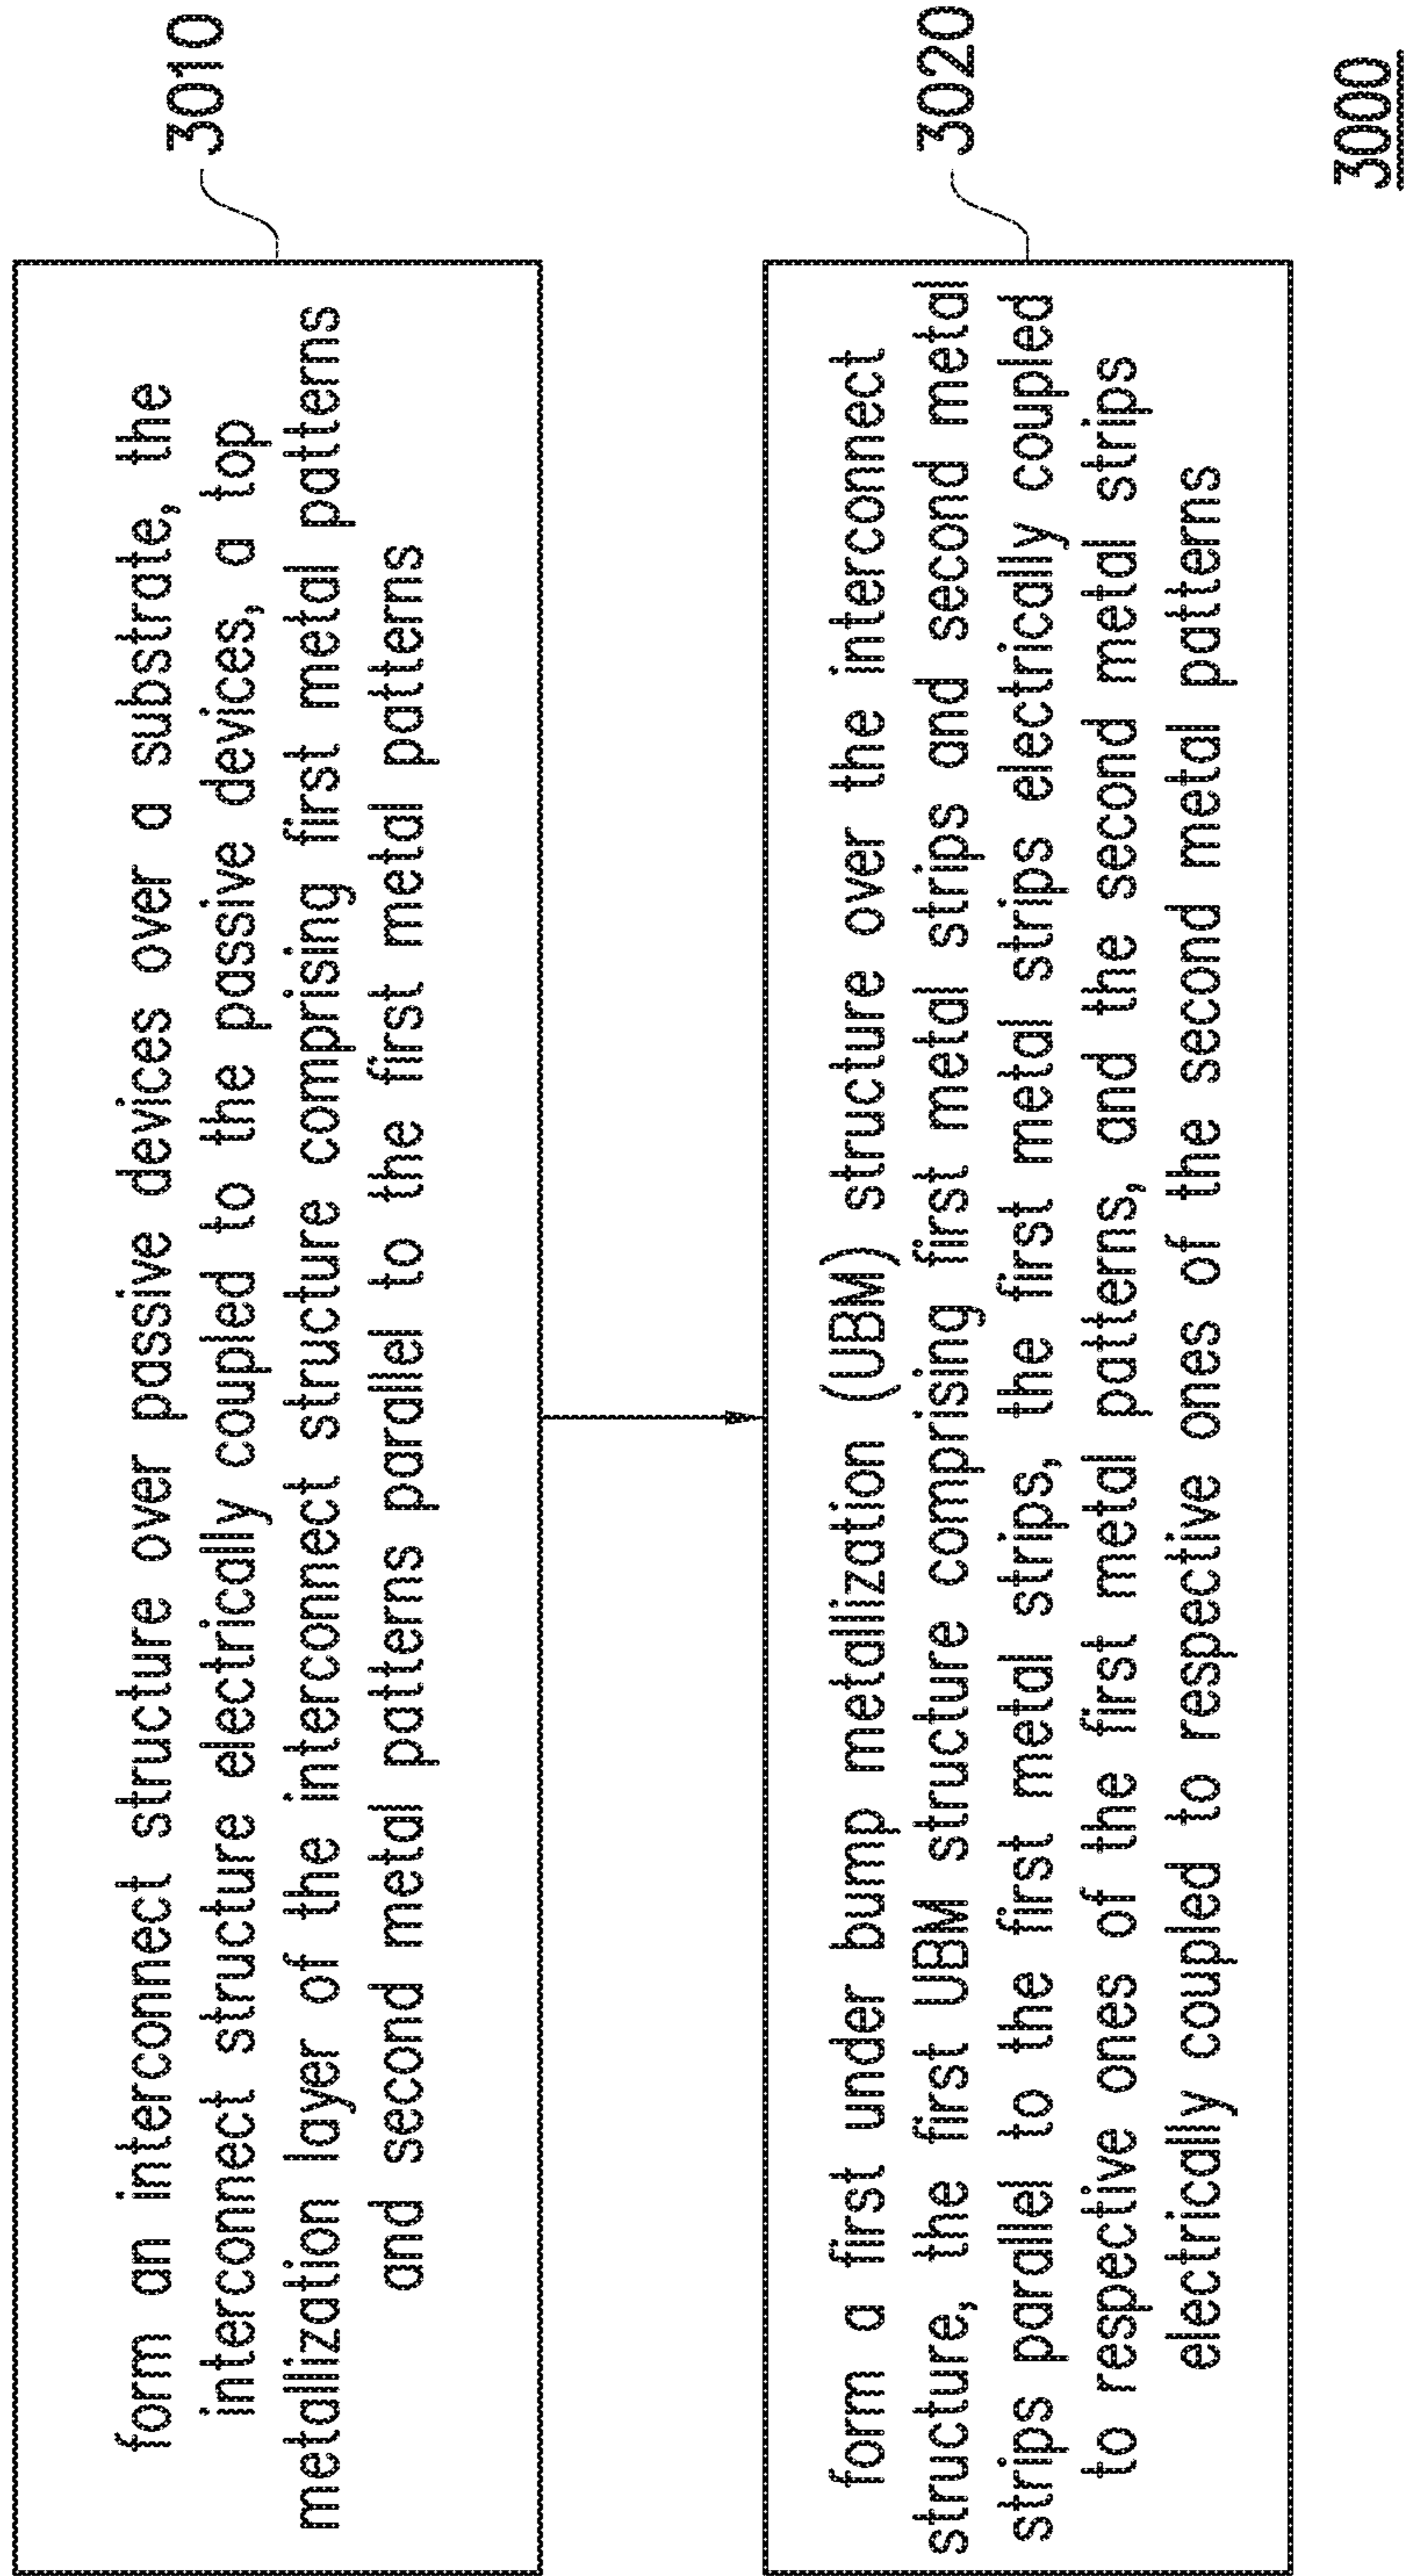 form an interconnect structure over passive devices over a substrate, the
interconnect structure electrically coupled to the passive devices, a top
metallization layer of the interconnect structure comprising first metal patterns
and second metal patterns parallel to the first metal patterns
3010
form a first under bump metallization (UBM) structure over the interconnect
structure, the first UBM structure comprising first metal strips and second metal
strips parallel to the first metal strips, the first metal strips electrically coupled
to respective ones of the first metal patterns, and the second metal strips
electrically coupled to respective ones of the second metal patterns
3020
3000